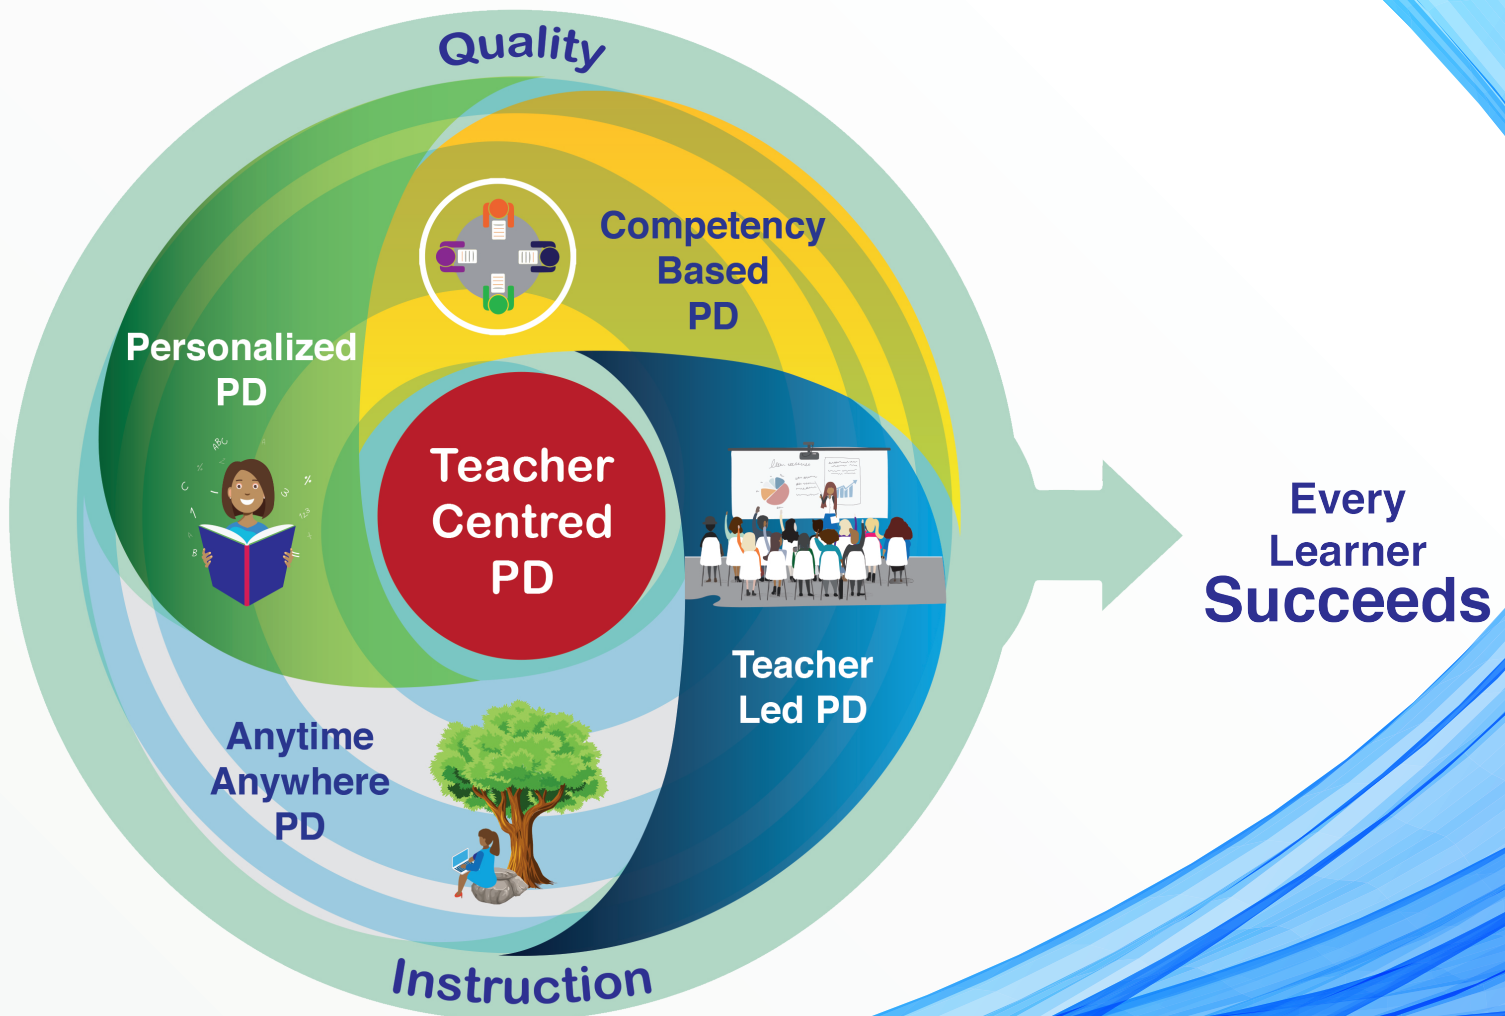 Quality
Competency
Based
PD
Personalized
PD
ABC
Teacher
Centred
PD
Teacher
Led PD
Anytime
Anywhere
PD
Instruction
Every
Learner
Succeeds